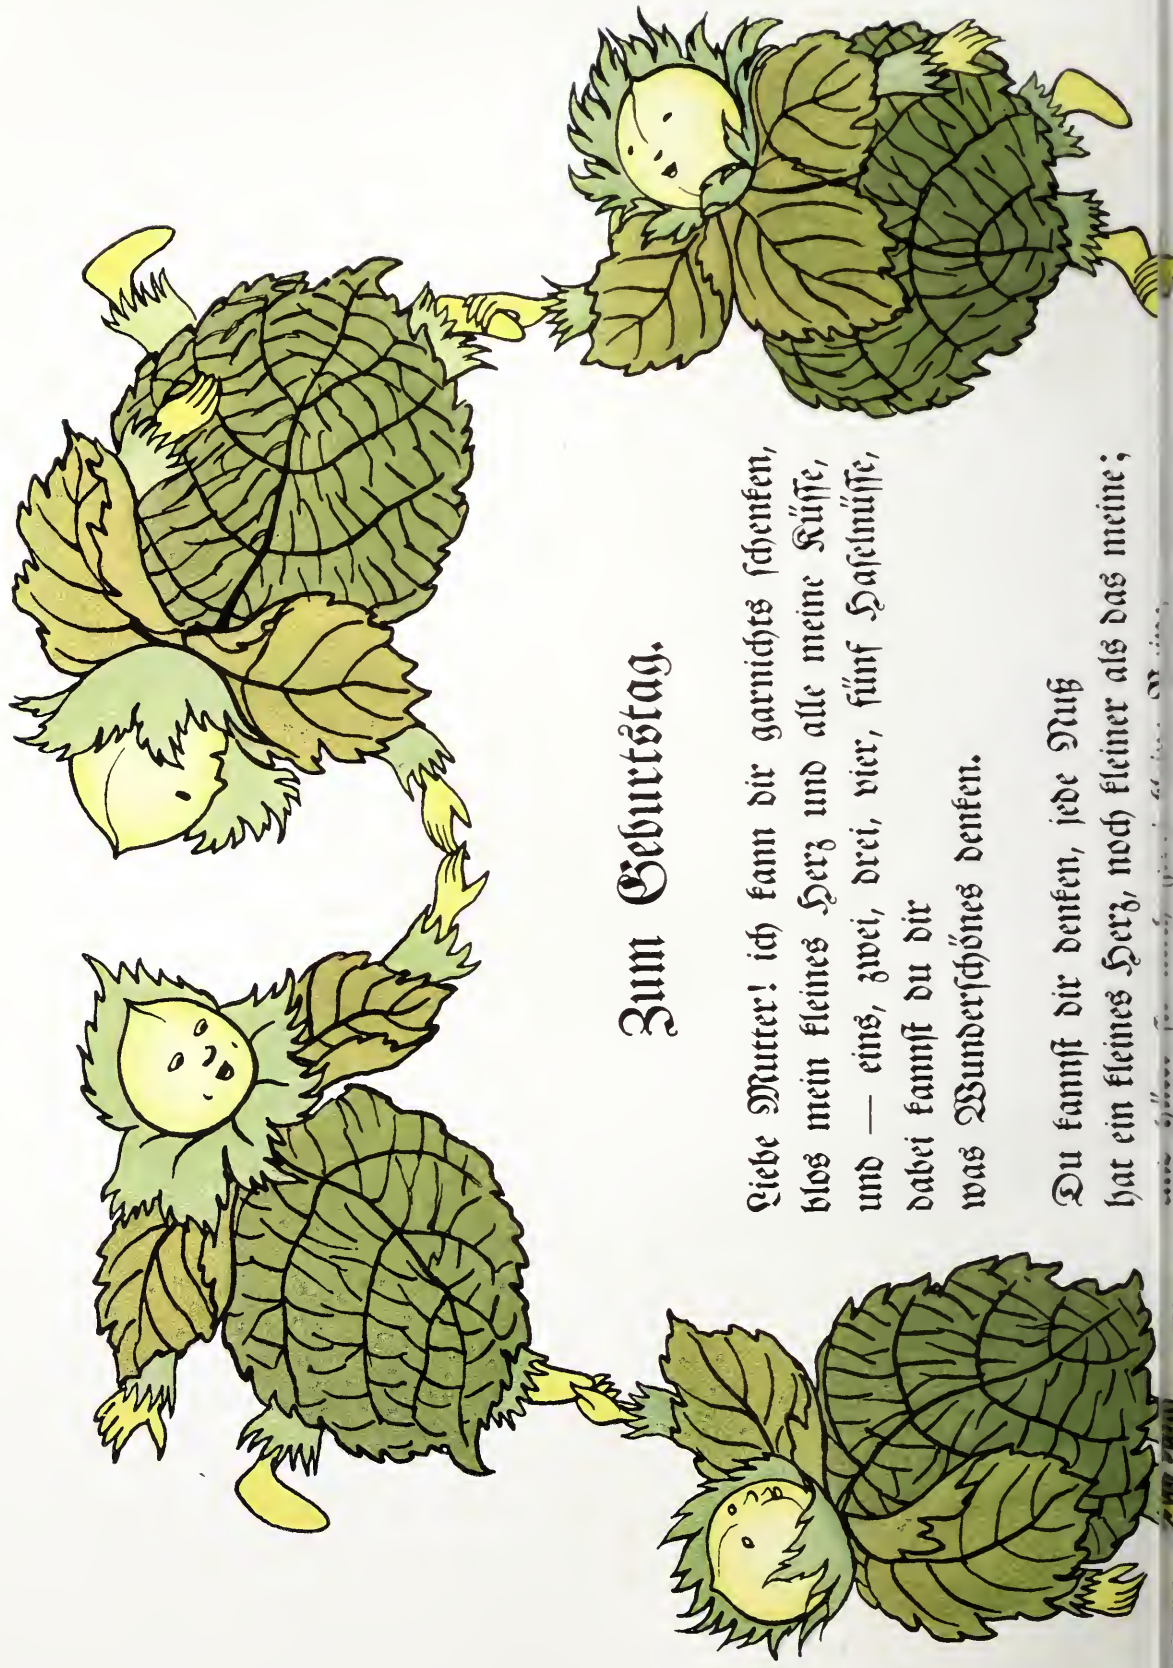 Zum Geburtstag.
Liebe Mutter! ich kann dir garnichts schenken,
blos mein kleines Herz und alle meine Küsse,
und — eins, zwei, drei, vier, fünf Haselnüsse,
dabei kannst du dir
was Wunderschönes denken.
Du kannst dir denken, jede Nuß
hat ein kleines Herz, noch kleiner als das meine;